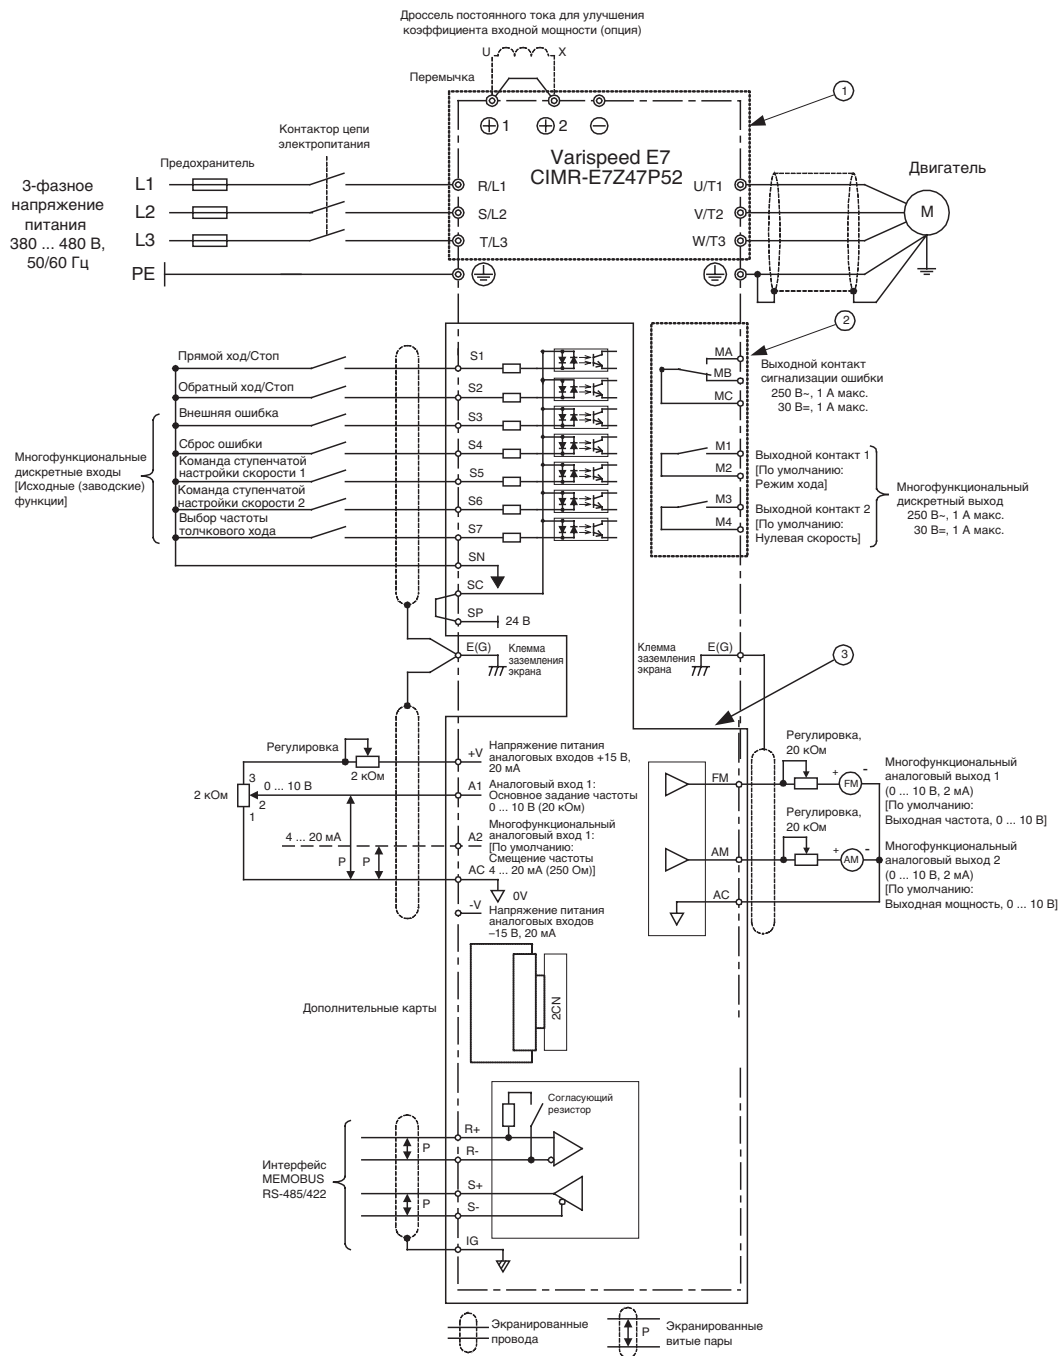 Дроссель постоянного тока для улучшения
коэффициента входной мощности (опция)
U
X
Перемычка
1
Контактор цепи
электропитания
⊕1
⊕2
⊖
Предохранитель
Varispeed E7
CIMR-E7Z47P52
Двигатель
3-фазное
напряжение
питания
380 ... 480 В,
50/60 Гц
L1
R/L1
U/T1
L2
S/L2
V/T2
M
L3
T/L3
W/T3
PE
2
Прямой ход/Стоп
S1
Обратный ход/Стоп
S2
Внешняя ошибка
S3
Сброс ошибки
S4
Команда ступенчатой
настройки скорости 1
S5
Команда ступенчатой
настройки скорости 2
S6
Выбор частоты
толчкового хода
S7
Многофункциональные
дискретные входы
[Исходные (заводские)
функции]
SN
SC
SP
24 В
MA
MB
MC
Выходной контакт
сигнализации ошибки
250 В~, 1 А макс.
30 В=, 1 А макс.
M1
M2
Выходной контакт 1
[По умолчанию:
Режим хода]
M3
M4
Выходной контакт 2
[По умолчанию:
Нулевая скорость]
Многофункциональный
дискретный выход
250 В~, 1 А макс.
30 В=, 1 А макс.
E(G)
Клемма
заземления
экрана
Клемма
заземления
экрана
E(G)
3
Регулировка
2 кОм
+V
Напряжение питания
аналоговых входов +15 В,
20 мА
3
2 кОм
2
1
0 ... 10 В
A1
Аналоговый вход 1:
Основное задание частоты
0 ... 10 В (20 кОм)
4 ... 20 мА
P
P
A2
Многофункциональный
аналоговый вход 1:
[По умолчанию:
Смещение частоты
4 ... 20 мА (250 Ом)]
AC
0V
-V
Напряжение питания
аналоговых входов
–15 В, 20 мА
Регулировка,
20 кОм
FM
+
FM
-
Многофункциональный
аналоговый выход 1
(0 ... 10 В, 2 мА)
[По умолчанию:
Выходная частота, 0 ... 10 В]
Регулировка,
20 кОм
AM
+
AM
-
Многофункциональный
аналоговый выход 2
(0 ... 10 В, 2 мА)
[По умолчанию:
Выходная мощность, 0 ... 10 В]
AC
Дополнительные карты
2CN
Согласующий
резистор
Интерфейс
MEMOBUS
RS-485/422
R+
P
R-
S+
P
S-
IG
Экранированные
провода
P
Экранированные
витые пары